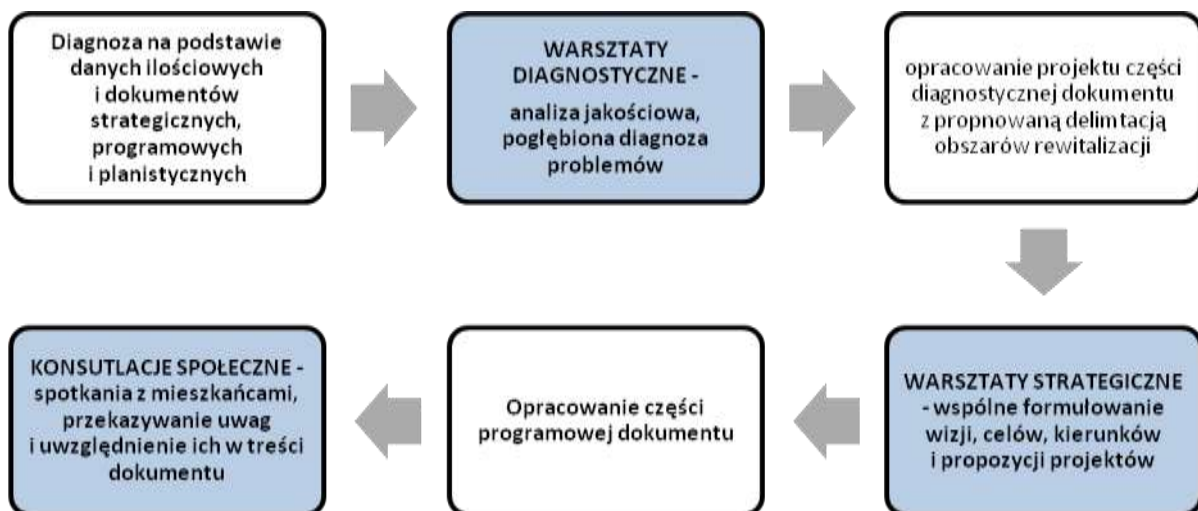 Diagnoza na podstawie
danych ilościowych
i dokumentów
strategicznych,
programowych
i planistycznych
WARSZTATY
DIAGNOSTYCZNE -
analiza jakościowa,
pogłębiona diagnoza
problemów
opracowanie projektu części
diagnostycznej dokumentu
z propnowaną delimtacją
obszarów rewitalizacji
WARSZTATY STRATEGICZNE
- wspólne formułowanie
wizji, celów, kierunków
i propozycji projektów
Opracowanie części
programowej dokumentu
KONSUTLACJE SPOŁECZNE -
spotkania z mieszkańcami,
przekazywanie uwag
i uwzględnienie ich w treści
dokumentu